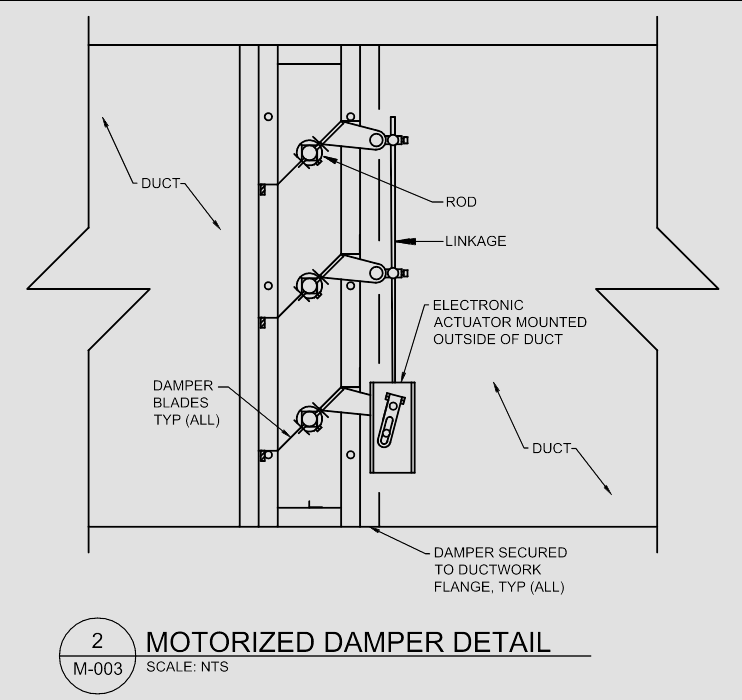 DUCT
ROD
LINKAGE
ELECTRONIC
ACTUATOR MOUNTED
OUTSIDE OF DUCT
DAMPER
BLADES
TYP (ALL)
DUCT
DAMPER SECURED
TO DUCTWORK
FLANGE, TYP (ALL)
2
M-003
MOTORIZED DAMPER DETAIL
SCALE: NTS